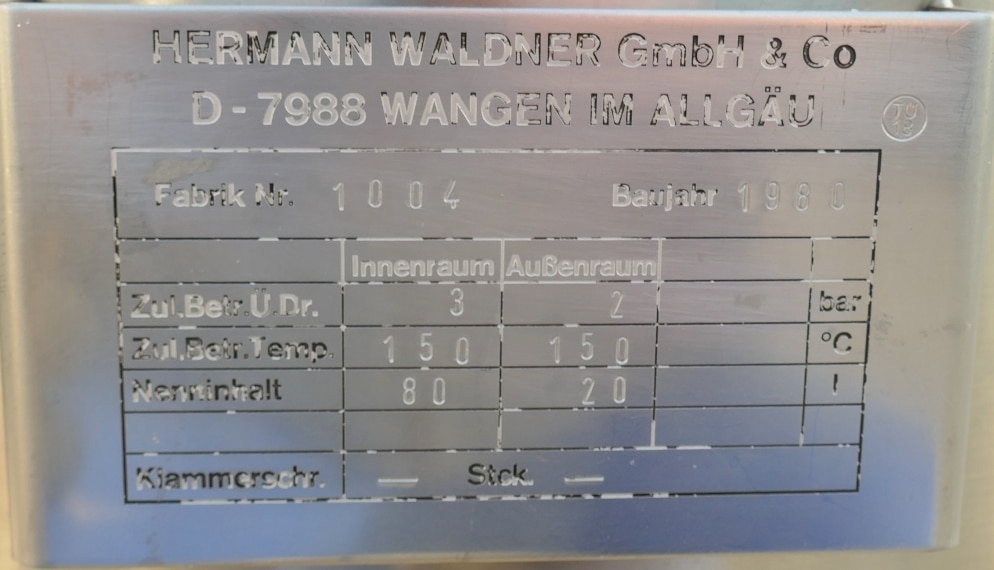 HERMANN WALDNER GmbH & Co
D-7988 WANGEN IM ALLGÄU
Fabrik Nr. 1004 Baujahr 1980
Innenraum Außenraum
Zul.Betr.Ü.Dr. 3 2 bar
Zul.Betr.Temp. 150 150 °C
Nenninhalt 80 20 l
Klammerschr. — Stck. —